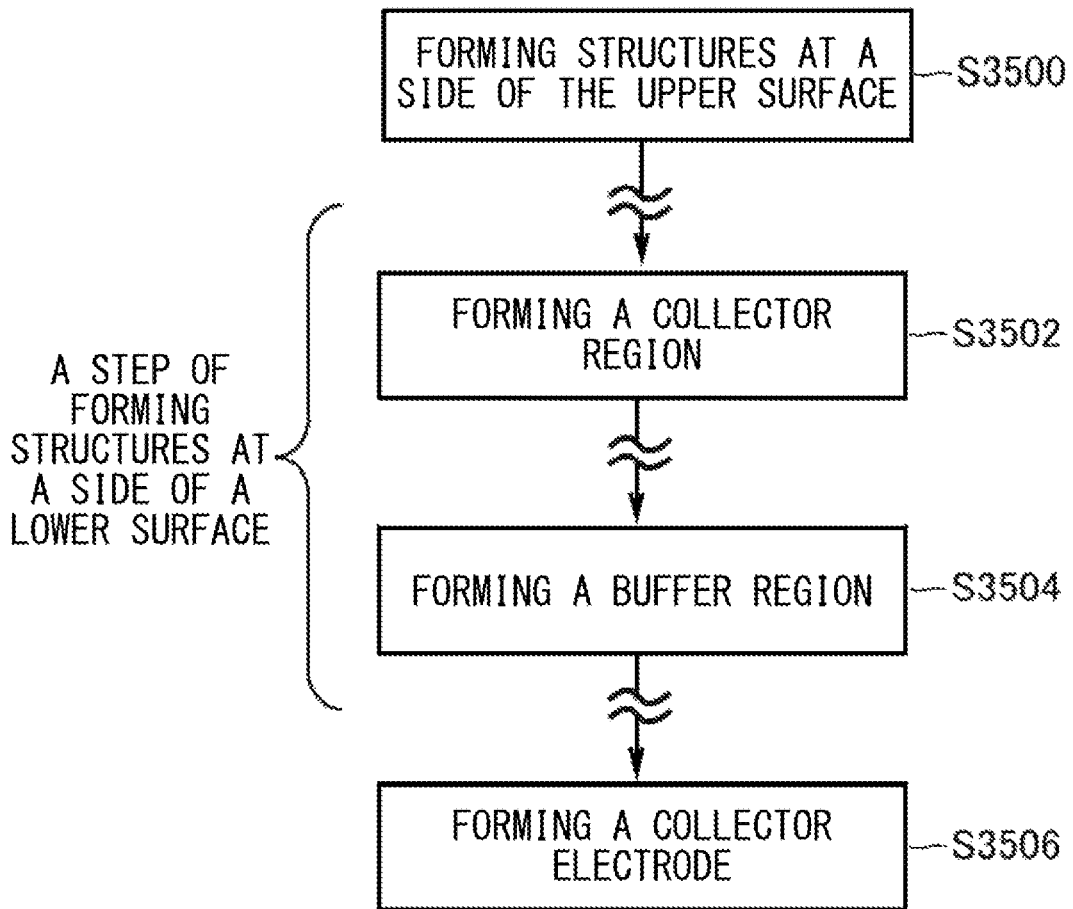 FORMING STRUCTURES AT A
SIDE OF THE UPPER SURFACE
S3500
FORMING A COLLECTOR
REGION
S3502
A STEP OF
FORMING
STRUCTURES AT
A SIDE OF A
LOWER SURFACE
FORMING A BUFFER REGION
S3504
FORMING A COLLECTOR
ELECTRODE
S3506